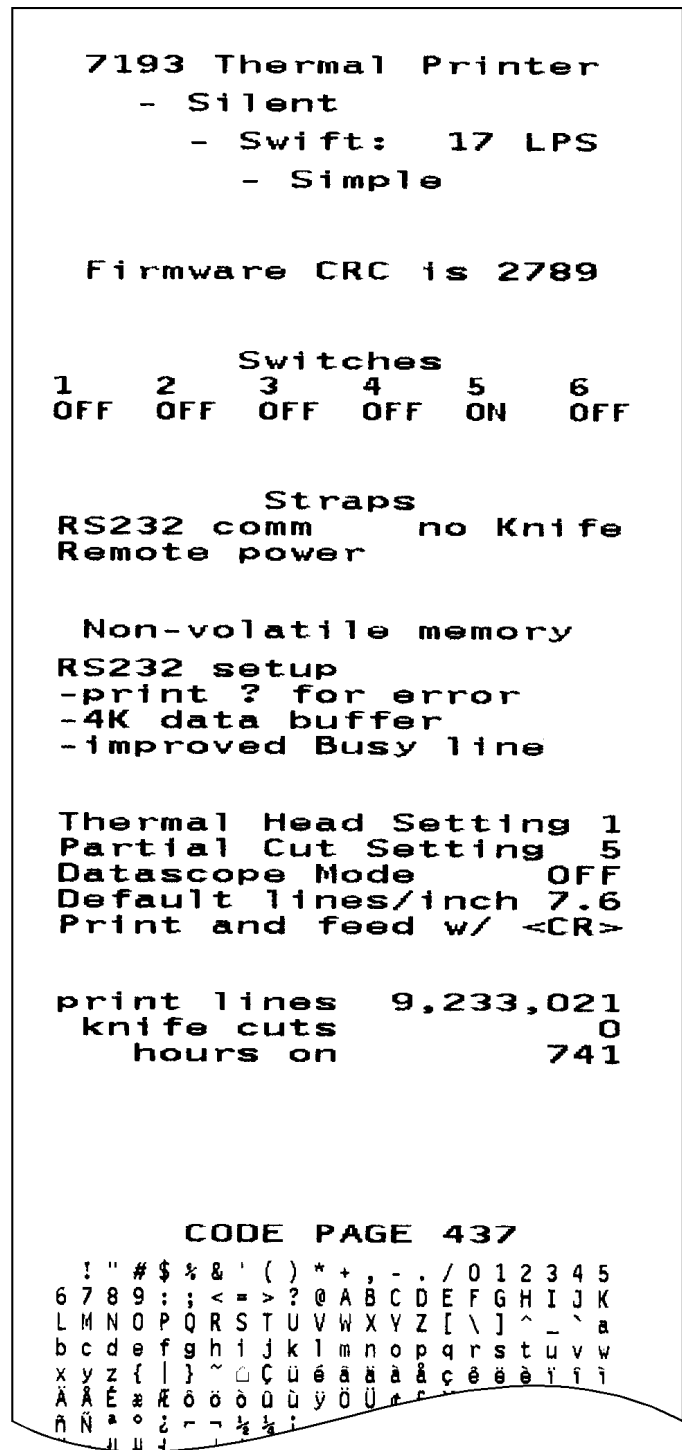 7193 Thermal Printer
- Silent
- Swift: 17 LPS
- Simple
Firmware CRC is 2789
Switches
1 2 3 4 5 6
OFF OFF OFF OFF ON OFF
Straps
RS232 comm no Knife
Remote power
Non-volatile memory
RS232 setup
-print ? for error
-4K data buffer
-improved Busy line
Thermal Head Setting 1
Partial Cut Setting 5
Datascope Mode OFF
Default lines/inch 7.6
Print and feed w/ <CR>
print lines 9,233,021
knife cuts 0
hours on 741
CODE PAGE 437
! " # $ % & ' ( ) * + , - . / 0 1 2 3 4 5
6 7 8 9 : ; < = > ? @ A B C D E F G H I J K
L M N O P Q R S T U V W X Y Z [ \ ] ^ _ ` a
b c d e f g h i j k l m n o p q r s t u v w
x y z { | } ~ ⌂ Ç ü é â ä à å ç ê ë è ï î ì
Ä Å É æ Æ ô ö ò û ù ÿ Ö Ü ¢
ñ Ñ ª º ¿ ⌐ ¬ ½ ¼ ¡